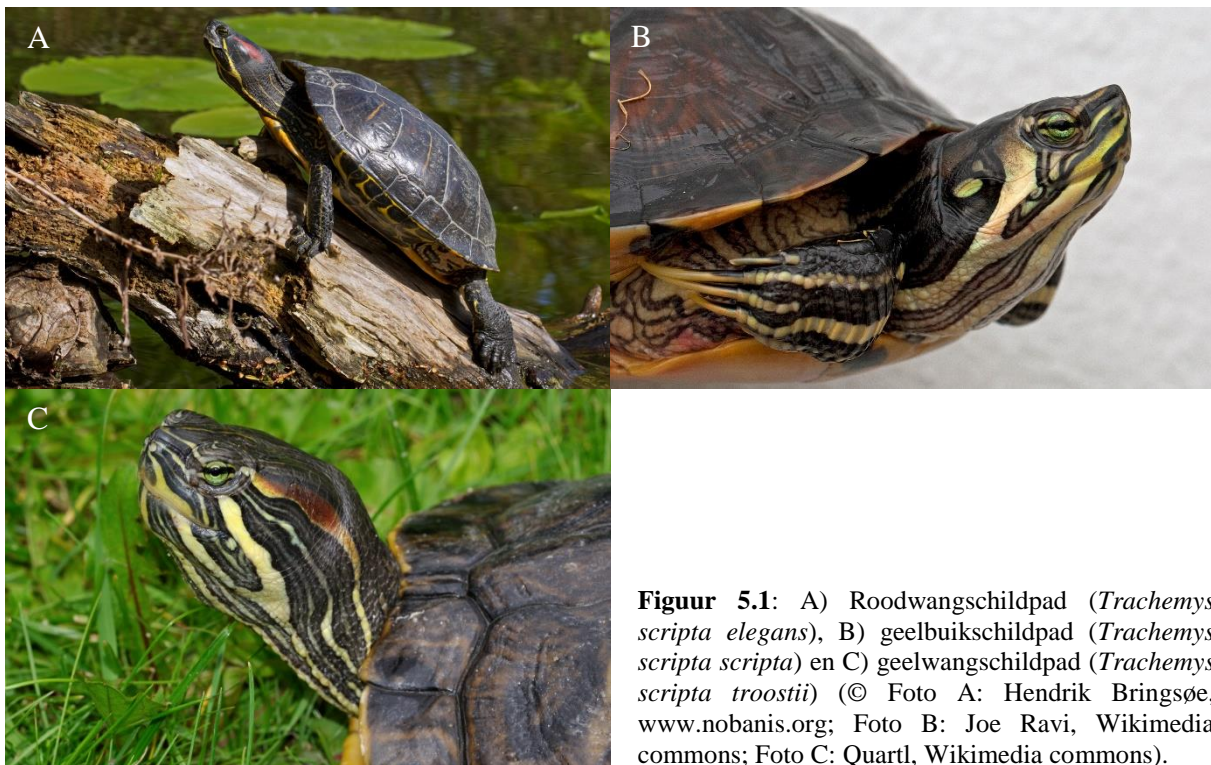 A
B
C
Figuur 5.1: A) Roodwangschildpad (Trachemys
scripta elegans), B) geelbuikschildpad (Trachemys
scripta scripta) en C) geelwangschildpad (Trachemys
scripta troostii) (© Foto A: Hendrik Bringsøe,
www.nobanis.org; Foto B: Joe Ravi, Wikimedia
commons; Foto C: Quartl, Wikimedia commons).